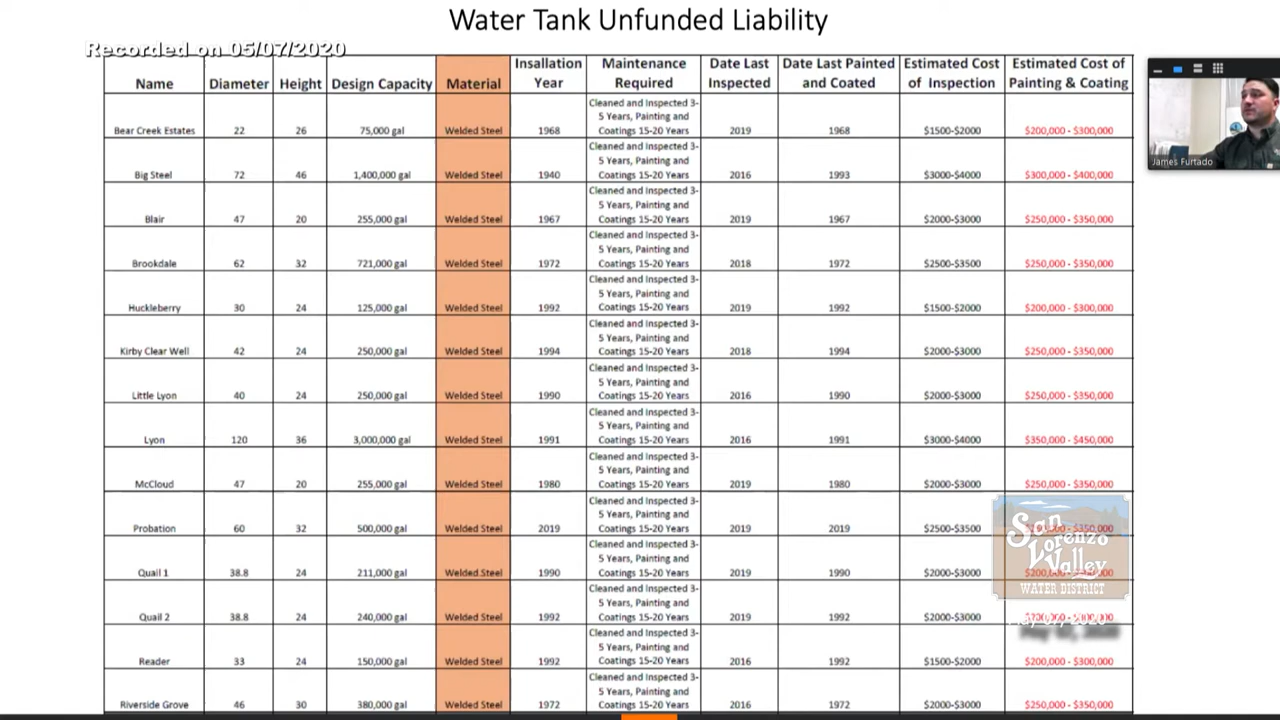 Water Tank Unfunded Liability
Recorded on 05/07/2020
Name Diameter Height Design Capacity Material Insallation Year Maintenance Required Date Last Inspected Date Last Painted and Coated Estimated Cost of Inspection Estimated Cost of Painting & Coating
Bear Creek Estates 22 26 75,000 gal Welded Steel 1968 Cleaned and Inspected 3-5 Years, Painting and Coatings 15-20 Years 2019 1968 $1500-$2000 $200,000 - $300,000
Big Steel 72 46 1,400,000 gal Welded Steel 1940 Cleaned and Inspected 3-5 Years, Painting and Coatings 15-20 Years 2016 1993 $3000-$4000 $300,000 - $400,000
Blair 47 20 255,000 gal Welded Steel 1967 Cleaned and Inspected 3-5 Years, Painting and Coatings 15-20 Years 2019 1967 $2000-$3000 $250,000 - $350,000
Brookdale 62 32 721,000 gal Welded Steel 1972 Cleaned and Inspected 3-5 Years, Painting and Coatings 15-20 Years 2018 1972 $2500-$3500 $250,000 - $350,000
Huckleberry 30 24 125,000 gal Welded Steel 1992 Cleaned and Inspected 3-5 Years, Painting and Coatings 15-20 Years 2019 1992 $1500-$2000 $200,000 - $300,000
Kirby Clear Well 42 24 250,000 gal Welded Steel 1994 Cleaned and Inspected 3-5 Years, Painting and Coatings 15-20 Years 2018 1994 $2000-$3000 $250,000 - $350,000
Little Lyon 40 24 250,000 gal Welded Steel 1990 Cleaned and Inspected 3-5 Years, Painting and Coatings 15-20 Years 2016 1990 $2000-$3000 $250,000 - $350,000
Lyon 120 36 3,000,000 gal Welded Steel 1991 Cleaned and Inspected 3-5 Years, Painting and Coatings 15-20 Years 2016 1991 $3000-$4000 $350,000 - $450,000
McCloud 47 20 255,000 gal Welded Steel 1980 Cleaned and Inspected 3-5 Years, Painting and Coatings 15-20 Years 2019 1980 $2000-$3000 $250,000 - $350,000
Probation 60 32 500,000 gal Welded Steel 2019 Cleaned and Inspected 3-5 Years, Painting and Coatings 15-20 Years 2019 2019 $2500-$3500
Quail 1 38.8 24 211,000 gal Welded Steel 1990 Cleaned and Inspected 3-5 Years, Painting and Coatings 15-20 Years 2019 1990 $2000-$3000
Quail 2 38.8 24 240,000 gal Welded Steel 1992 Cleaned and Inspected 3-5 Years, Painting and Coatings 15-20 Years 2019 1992 $2000-$3000
Reader 33 24 150,000 gal Welded Steel 1992 Cleaned and Inspected 3-5 Years, Painting and Coatings 15-20 Years 2016 1992 $1500-$2000 $200,000 - $300,000
Riverside Grove 46 30 380,000 gal Welded Steel 1972 Cleaned and Inspected 3-5 Years, Painting and Coatings 15-20 Years 2016 1972 $2000-$3000 $250,000 - $350,000
James Furtado
San
Lorenzo
Valley
WATER DISTRICT